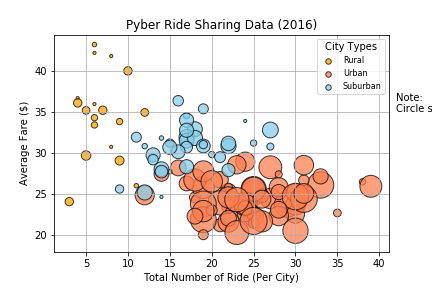 Pyber Ride Sharing Data (2016)
City Types
Rural
Urban
Suburban
Note:
Circle s
Average Fare ($)
40
35
30
25
20
5 10 15 20 25 30 35 40
Total Number of Ride (Per City)